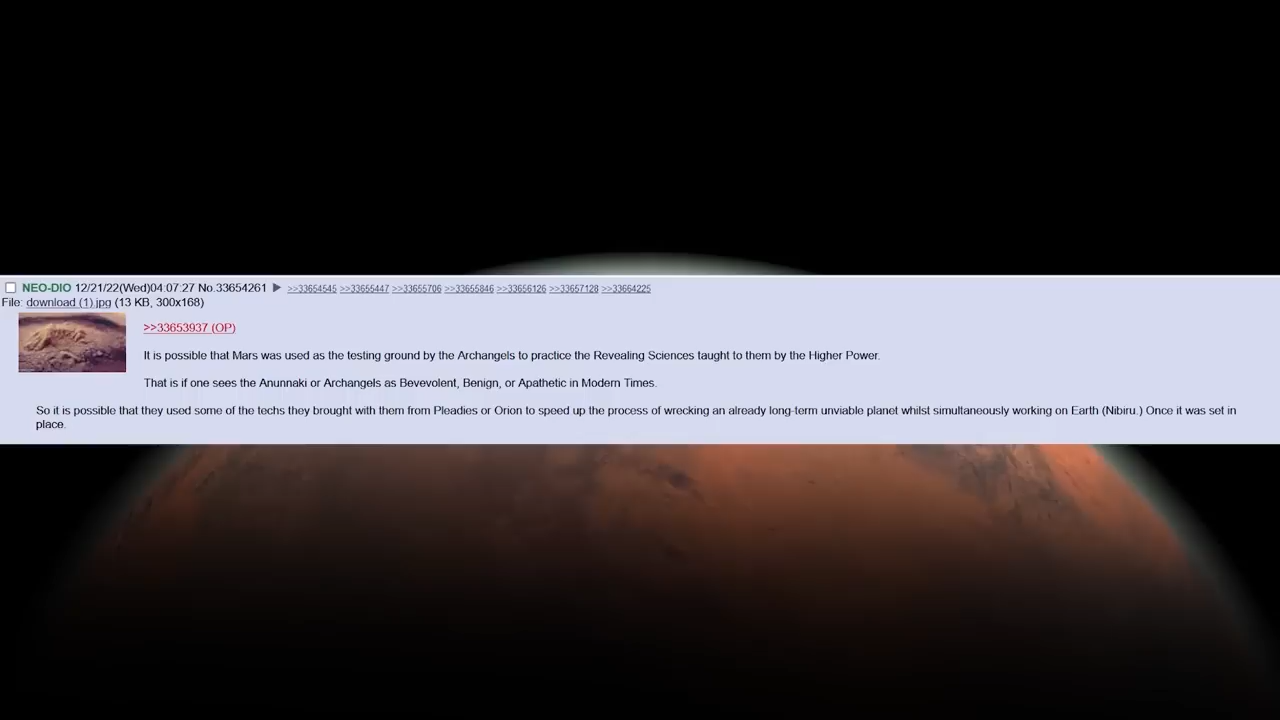 NEO-DIO 12/21/22(Wed)04:07:27 No.33654261 ▶ >>33654545 >>33655447 >>33655706 >>33655846 >>33656126 >>33657128 >>33664225
File: download (1).jpg (13 KB, 300x168)
>>33653937 (OP)
It is possible that Mars was used as the testing ground by the Archangels to practice the Revealing Sciences taught to them by the Higher Power.
That is if one sees the Anunnaki or Archangels as Bevevolent, Benign, or Apathetic in Modern Times.
So it is possible that they used some of the techs they brought with them from Pleadies or Orion to speed up the process of wrecking an already long-term unviable planet whilst simultaneously working on Earth (Nibiru.) Once it was set in
place.